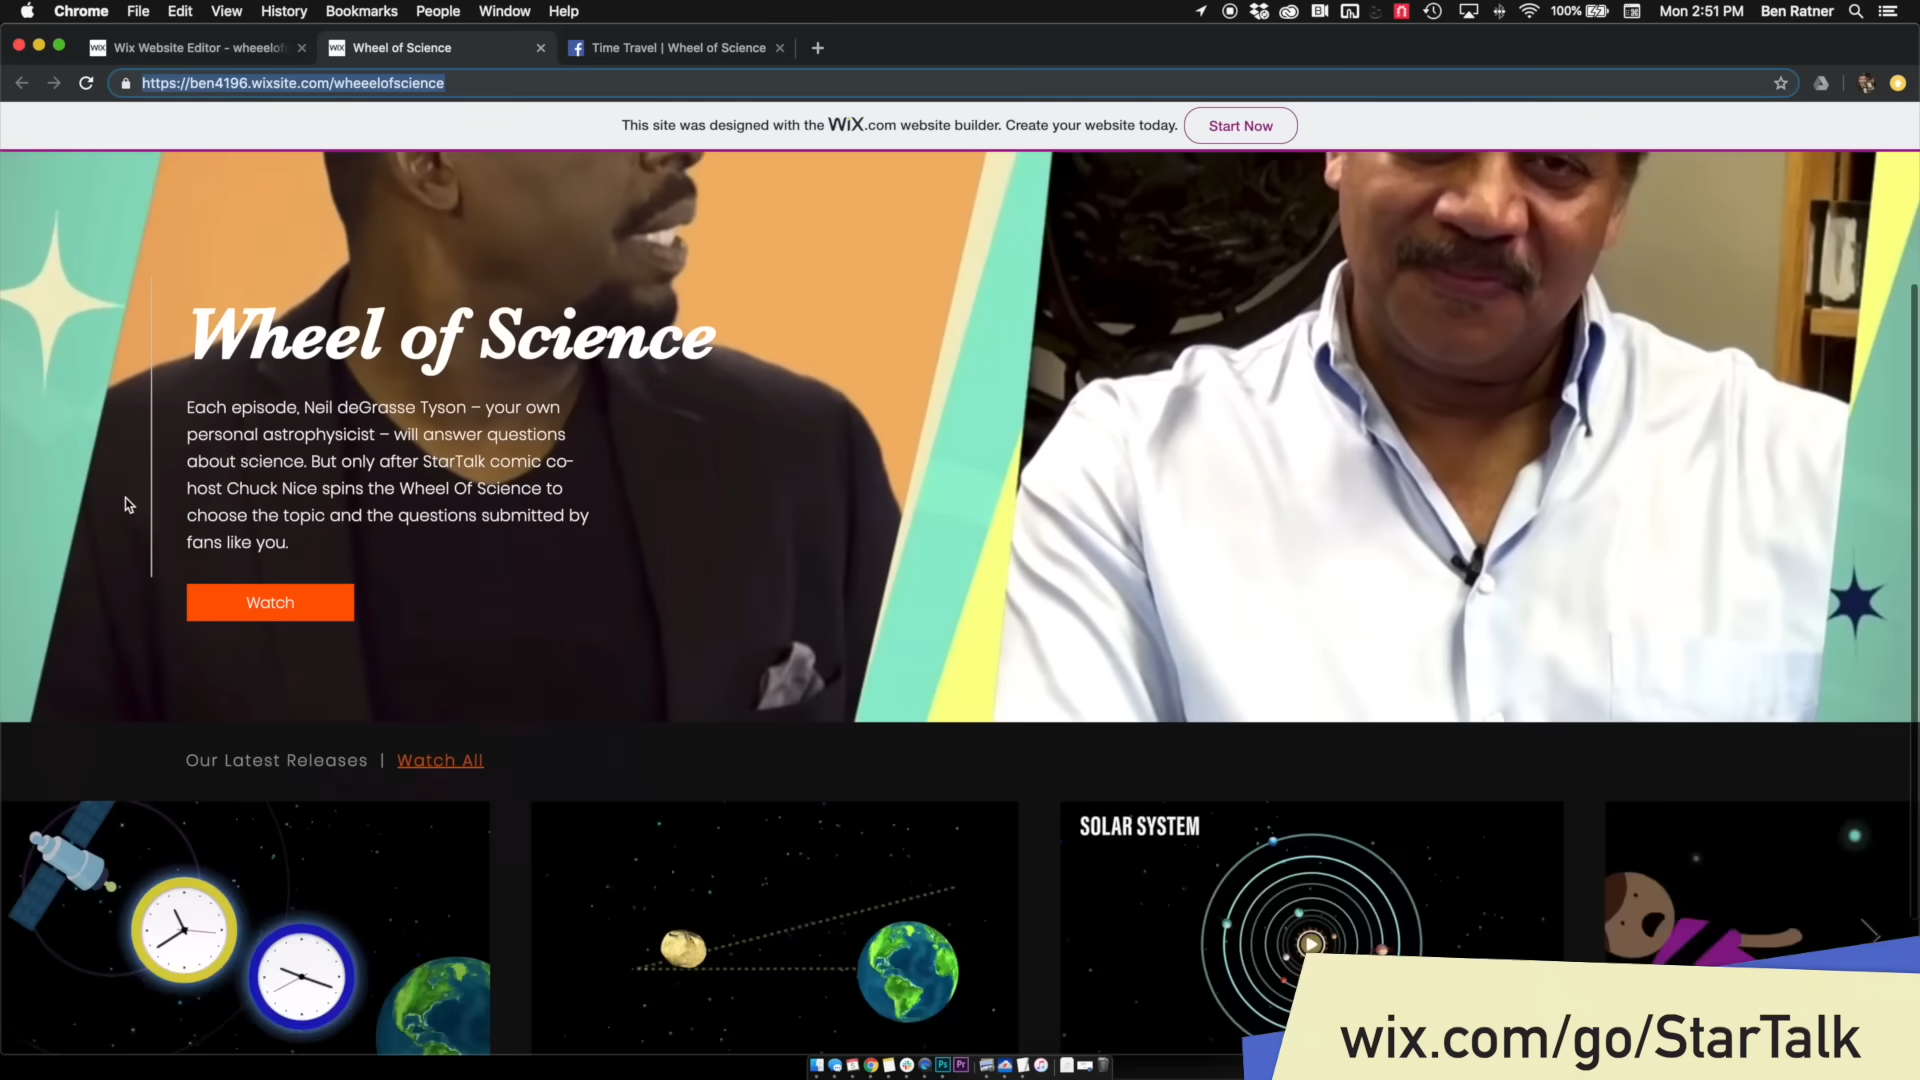 Chrome File Edit View History Bookmarks People Window Help
100% Mon 2:51 PM Ben Ratner
WiX Wix Website Editor - wheeelof
WiX Wheel of Science
Time Travel | Wheel of Science
https://ben4196.wixsite.com/wheeelofscience
This site was designed with the WiX.com website builder. Create your website today. Start Now
Wheel of Science
Each episode, Neil deGrasse Tyson – your own
personal astrophysicist – will answer questions
about science. But only after StarTalk comic co-
host Chuck Nice spins the Wheel Of Science to
choose the topic and the questions submitted by
fans like you.
Watch
Our Latest Releases | Watch All
SOLAR SYSTEM
wix.com/go/StarTalk
Ps Pr